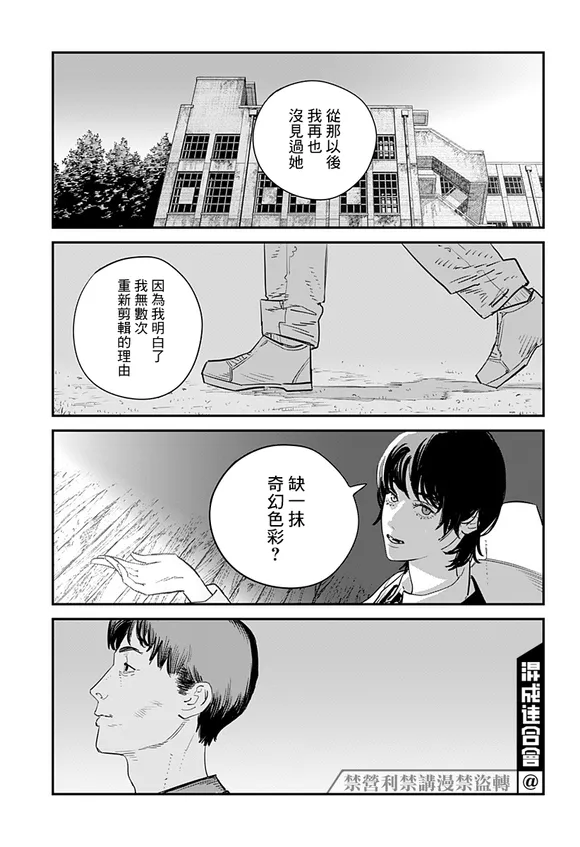 從那以後
我再也
沒見過她
因為我明白了
我無數次
重新剪輯的理由
缺一抹
奇幻色彩？
混成連合會
@
禁營利禁講漫禁盜轉